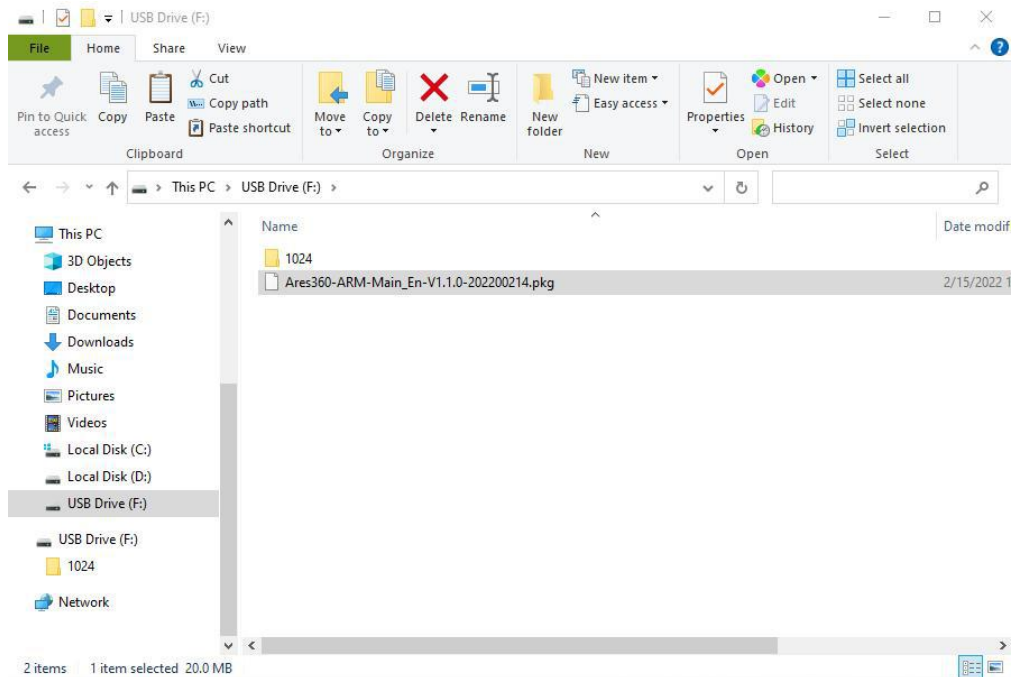 USB Drive (F:)
File Home Share View
Pin to Quick access
Copy
Paste
Cut
Copy path
Paste shortcut
Clipboard
Move to
Copy to
Delete
Rename
Organize
New folder
New item
Easy access
New
Properties
Open
Edit
History
Open
Select all
Select none
Invert selection
Select
This PC > USB Drive (F:) >
This PC
3D Objects
Desktop
Documents
Downloads
Music
Pictures
Videos
Local Disk (C:)
Local Disk (D:)
USB Drive (F:)
USB Drive (F:)
1024
Network
Name Date modif
1024
Ares360-ARM-Main_En-V1.1.0-202200214.pkg 2/15/2022 1
2 items 1 item selected 20.0 MB